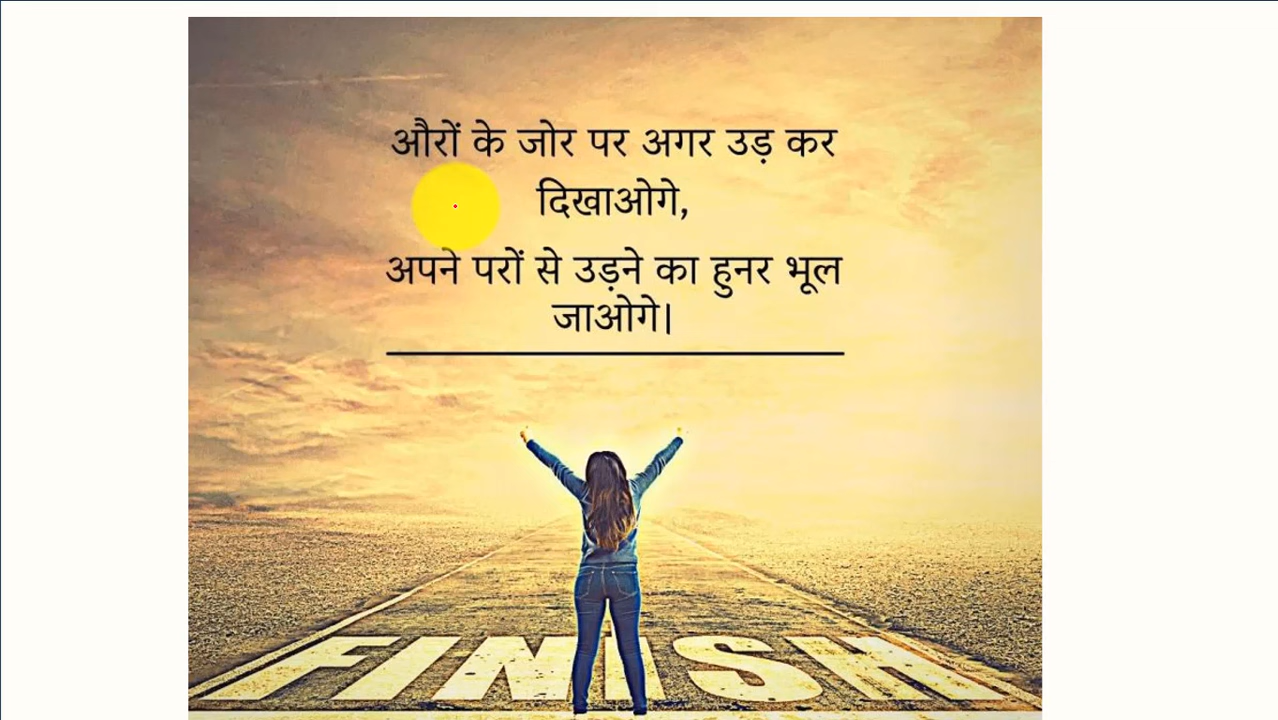 औरों के जोर पर अगर उड़ कर
दिखाओगे,
अपने परों से उड़ने का हुनर भूल
जाओगे।
FINISH